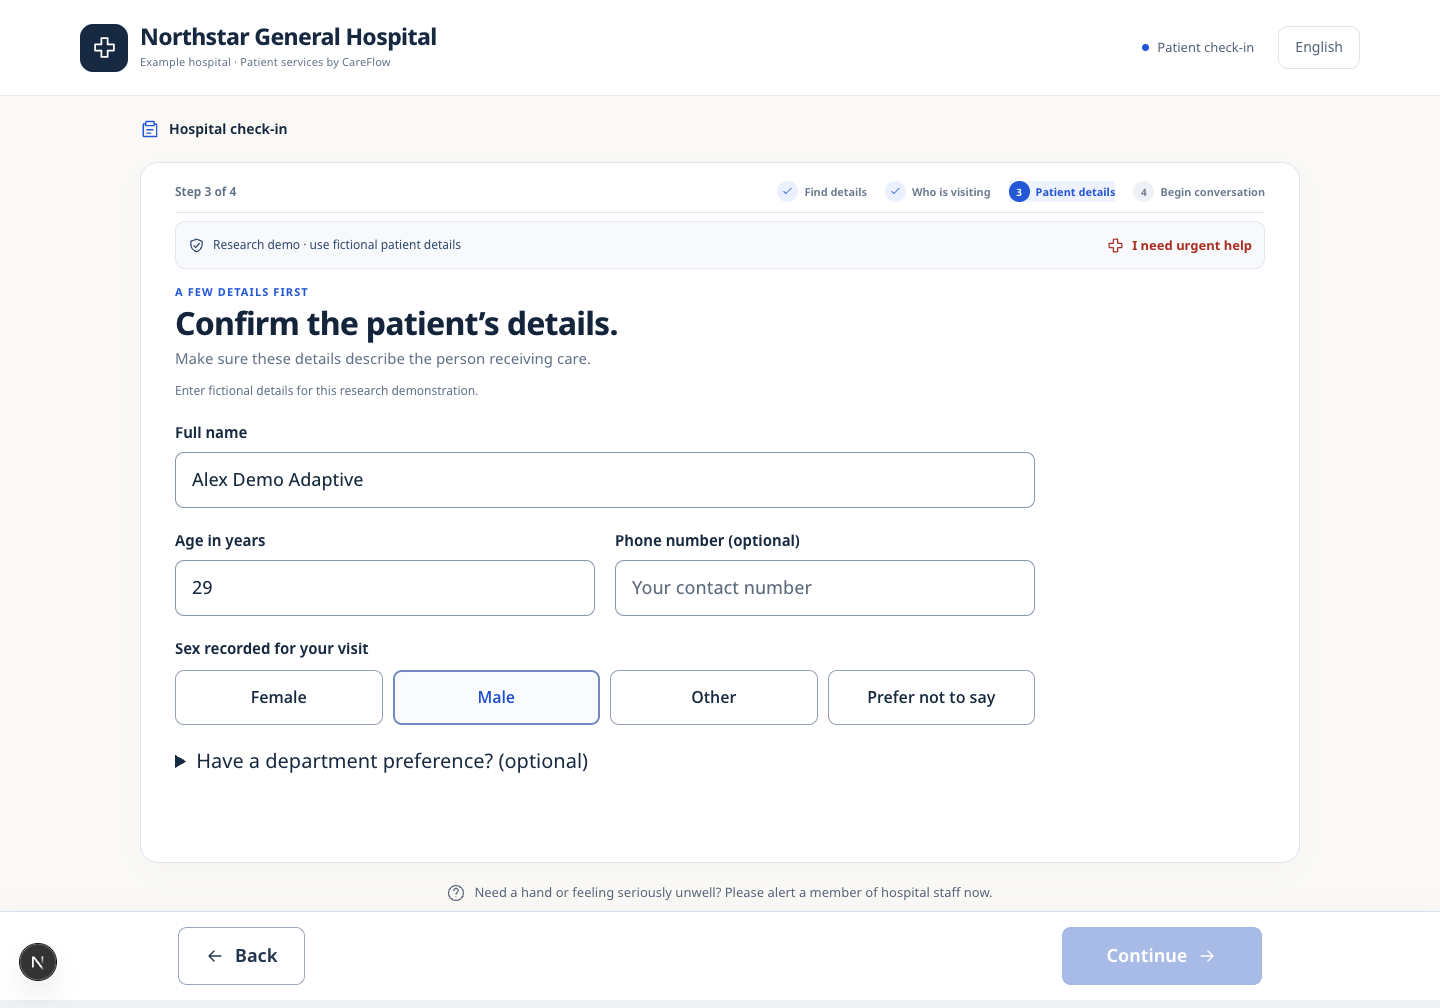 Northstar General Hospital
Example hospital · Patient services by CareFlow
Patient check-in
English
Hospital check-in
Step 3 of 4
Find details
Who is visiting
3 Patient details
4 Begin conversation
Research demo · use fictional patient details
I need urgent help
A FEW DETAILS FIRST
Confirm the patient’s details.
Make sure these details describe the person receiving care.
Enter fictional details for this research demonstration.
Full name
Alex Demo Adaptive
Age in years
Phone number (optional)
29
Your contact number
Sex recorded for your visit
Female
Male
Other
Prefer not to say
Have a department preference? (optional)
Need a hand or feeling seriously unwell? Please alert a member of hospital staff now.
N
Back
Continue